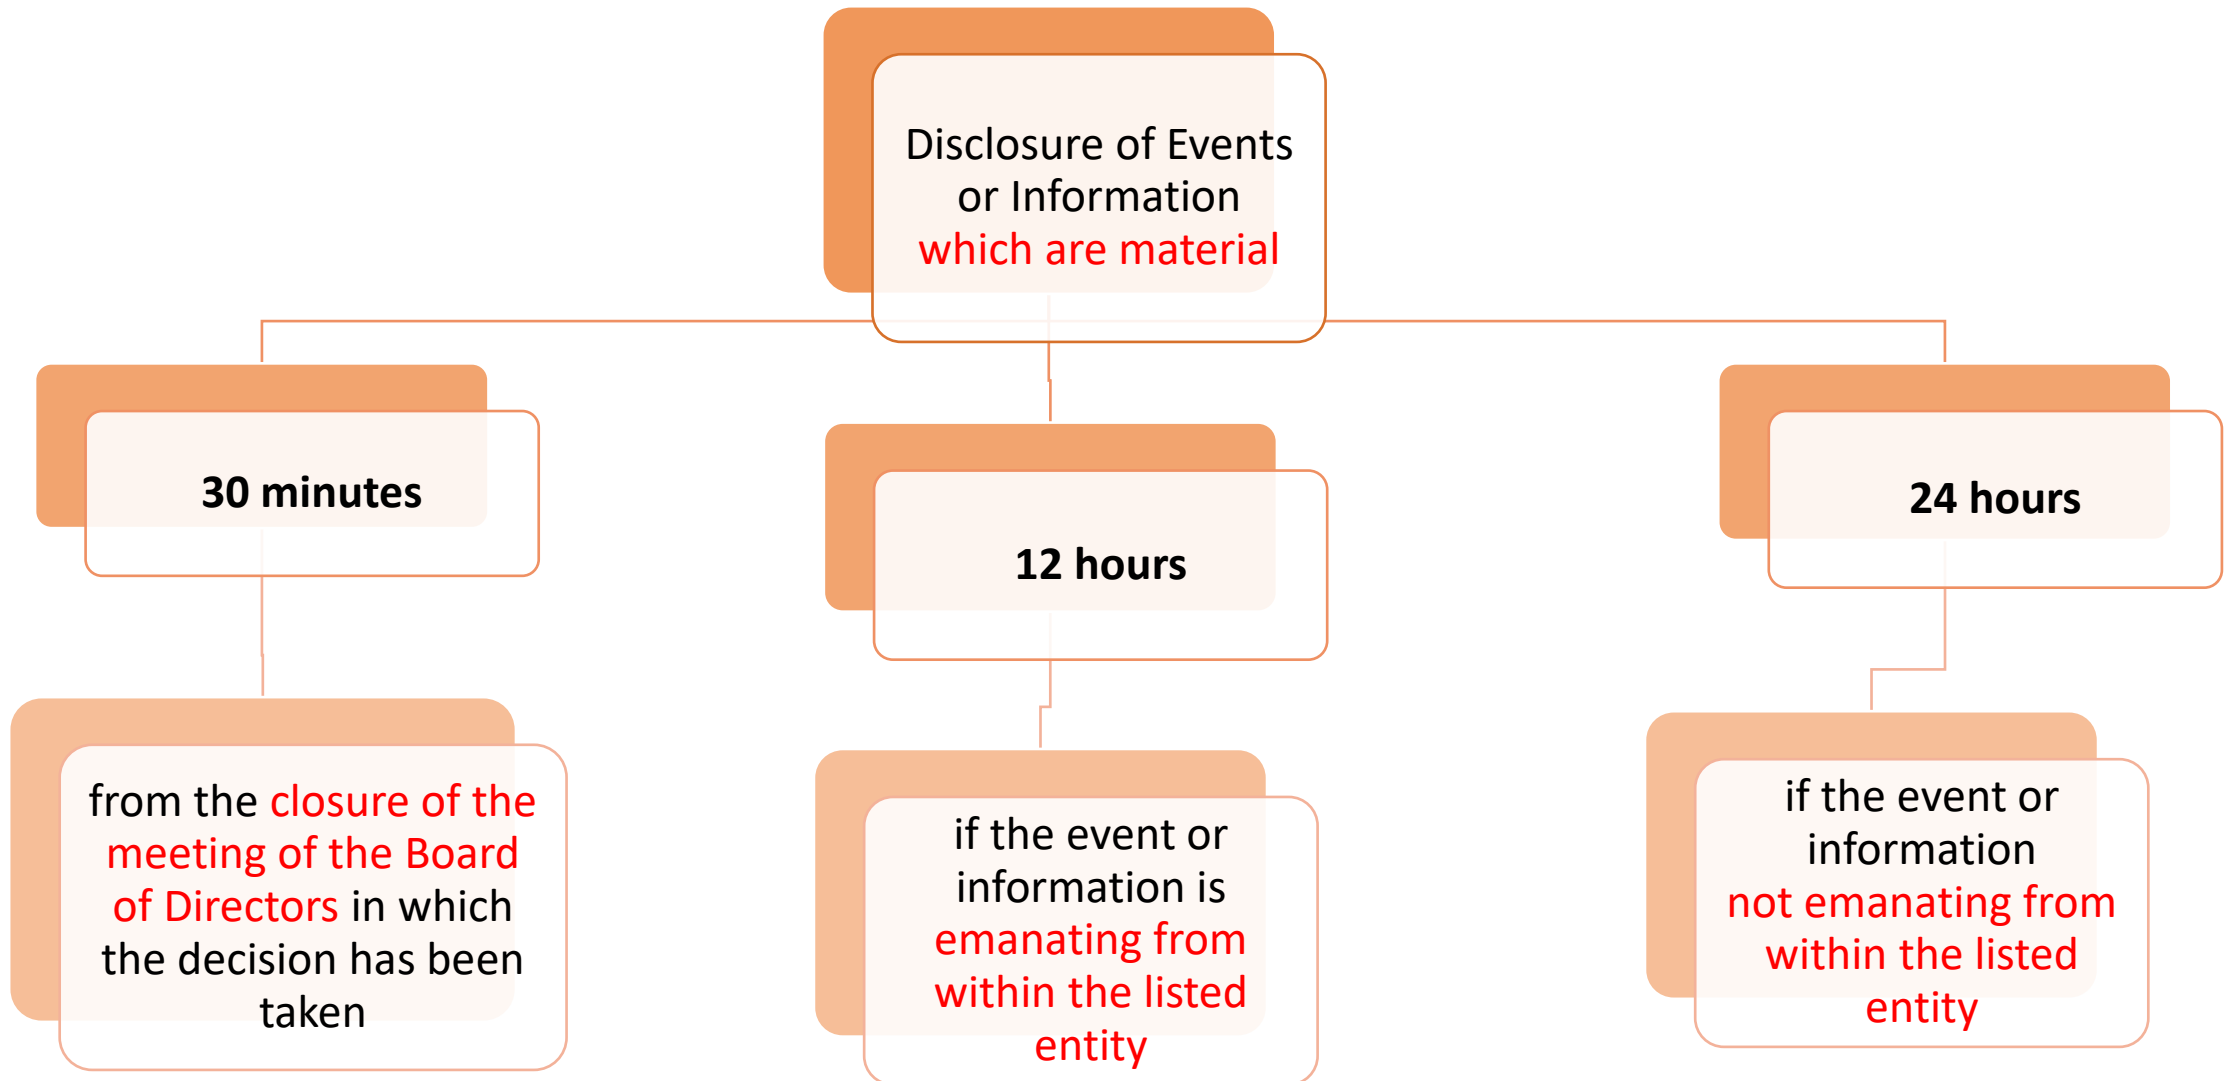 Disclosure of Events
or Information
which are material
30 minutes
12 hours
24 hours
from the closure of the
meeting of the Board
of Directors in which
the decision has been
taken
if the event or
information is
emanating from
within the listed
entity
if the event or
information
not emanating from
within the listed
entity